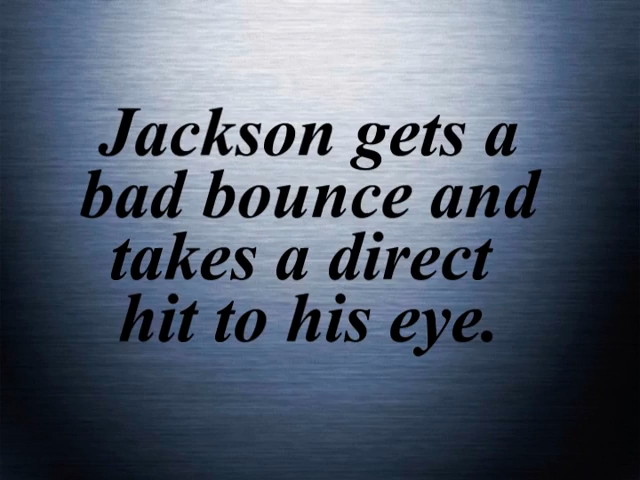 Jackson gets a
bad bounce and
takes a direct
hit to his eye.